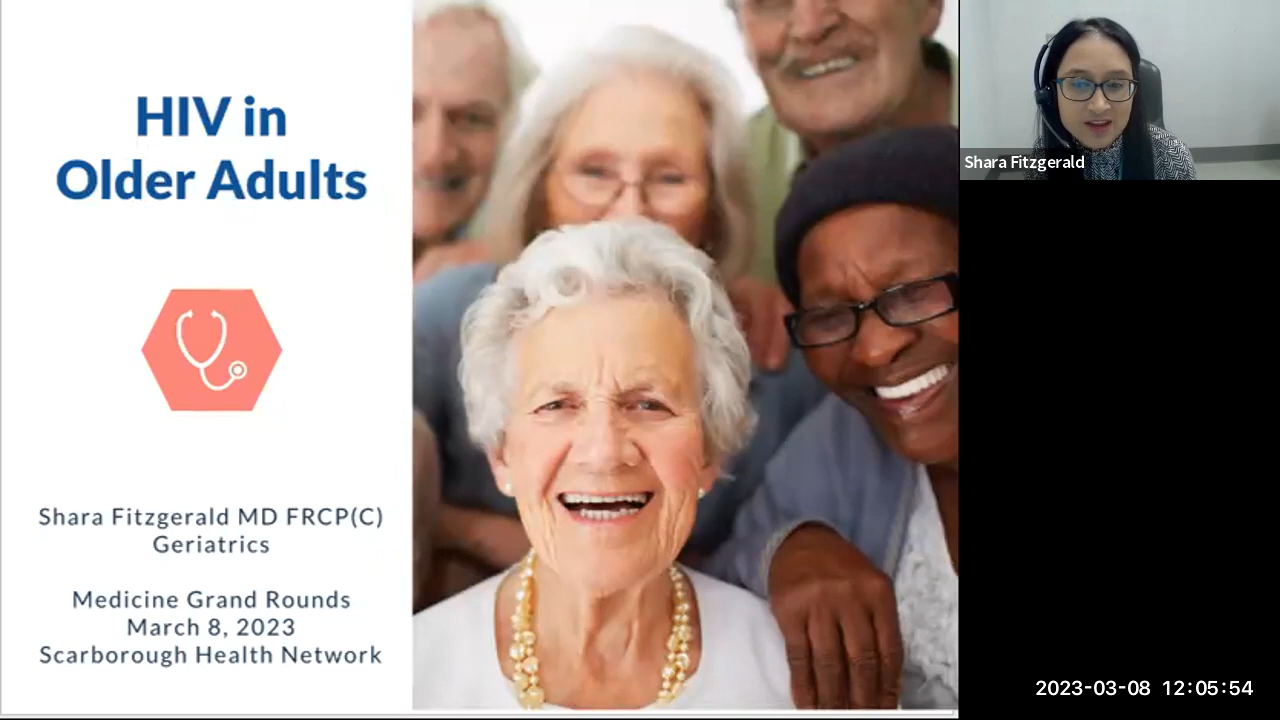 HIV in
Older Adults
Shara Fitzgerald MD FRCP(C)
Geriatrics
Medicine Grand Rounds
March 8, 2023
Scarborough Health Network
Shara Fitzgerald
2023-03-08 12:05:54